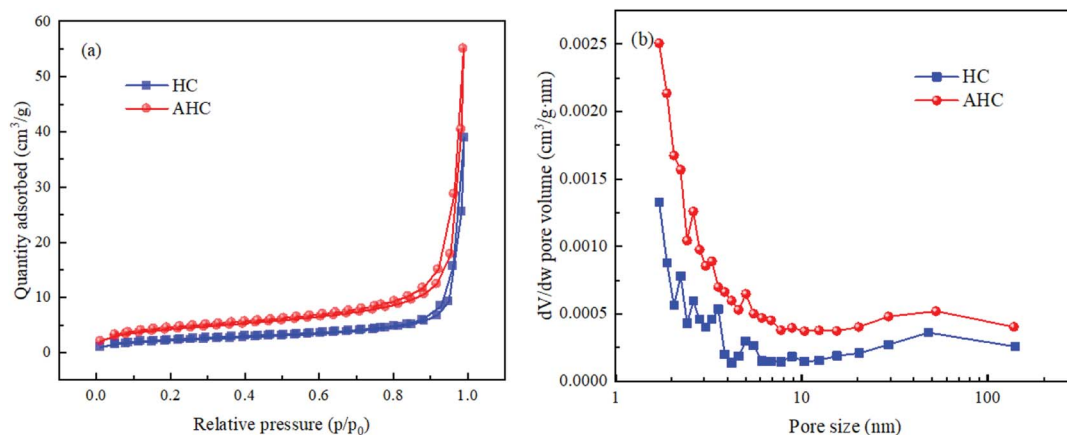 (a)
HC
AHC
Quantity adsorbed (cm³/g)
60
50
40
30
20
10
0
0.0 0.2 0.4 0.6 0.8 1.0
Relative pressure (p/p₀)
(b)
HC
AHC
dV/dw pore volume (cm³/g·nm)
0.0025
0.0020
0.0015
0.0010
0.0005
0.0000
1 10 100
Pore size (nm)